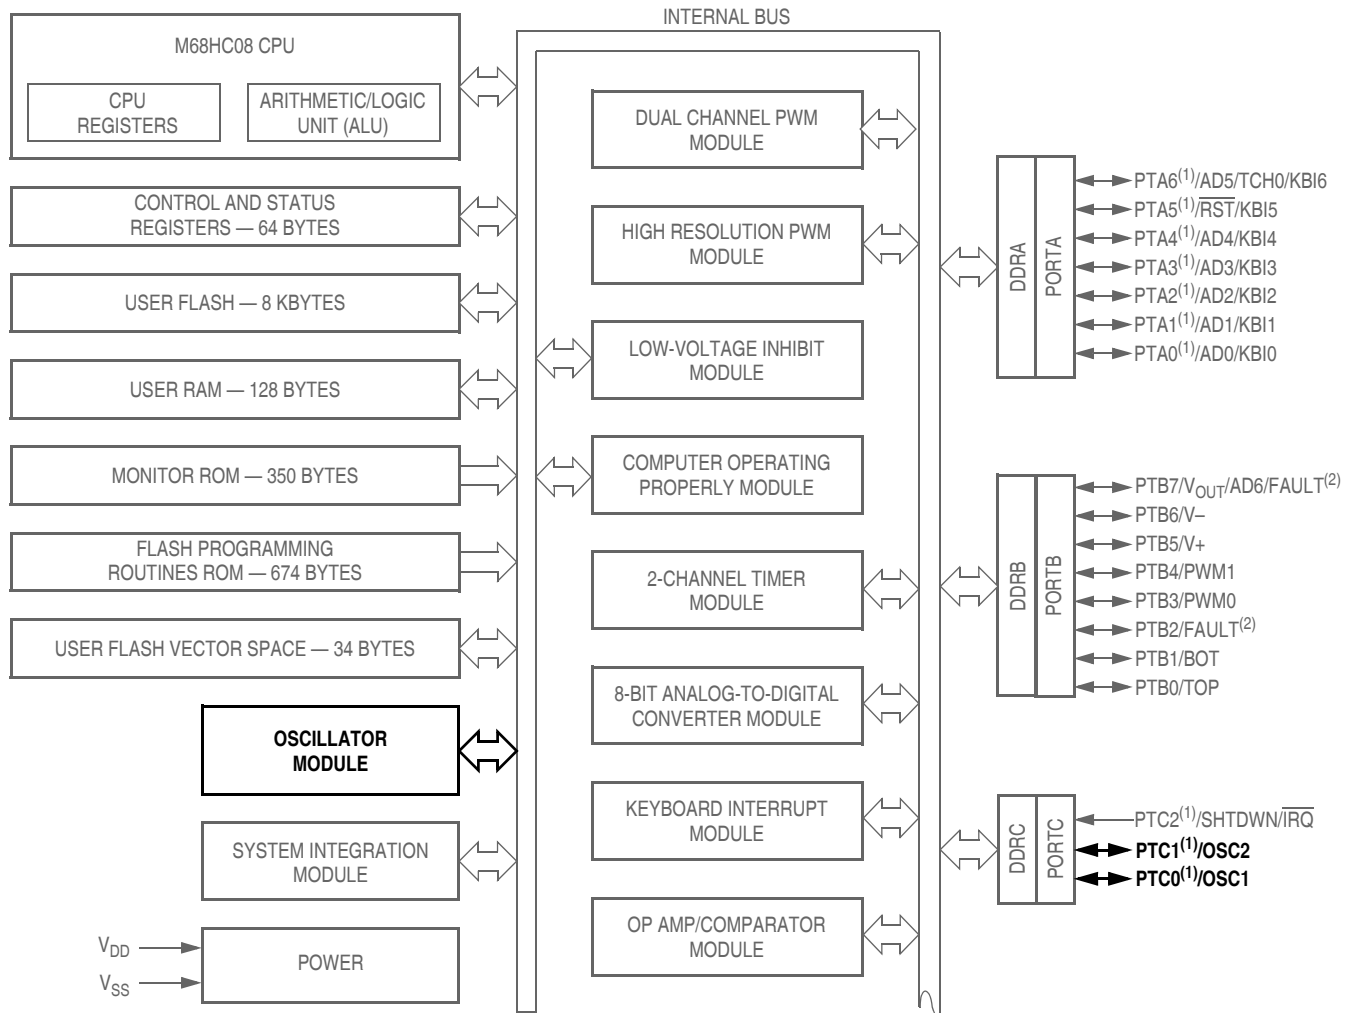 INTERNAL BUS
M68HC08 CPU
CPU
REGISTERS
ARITHMETIC/LOGIC
UNIT (ALU)
CONTROL AND STATUS
REGISTERS — 64 BYTES
USER FLASH — 8 KBYTES
USER RAM — 128 BYTES
MONITOR ROM — 350 BYTES
FLASH PROGRAMMING
ROUTINES ROM — 674 BYTES
USER FLASH VECTOR SPACE — 34 BYTES
OSCILLATOR
MODULE
SYSTEM INTEGRATION
MODULE
VDD
VSS
POWER
DUAL CHANNEL PWM
MODULE
HIGH RESOLUTION PWM
MODULE
LOW-VOLTAGE INHIBIT
MODULE
COMPUTER OPERATING
PROPERLY MODULE
2-CHANNEL TIMER
MODULE
8-BIT ANALOG-TO-DIGITAL
CONVERTER MODULE
KEYBOARD INTERRUPT
MODULE
OP AMP/COMPARATOR
MODULE
DDRA
PORTA
PTA6(1)/AD5/TCH0/KBI6
PTA5(1)/RST/KBI5
PTA4(1)/AD4/KBI4
PTA3(1)/AD3/KBI3
PTA2(1)/AD2/KBI2
PTA1(1)/AD1/KBI1
PTA0(1)/AD0/KBI0
DDRB
PORTB
PTB7/VOUT/AD6/FAULT(2)
PTB6/V–
PTB5/V+
PTB4/PWM1
PTB3/PWM0
PTB2/FAULT(2)
PTB1/BOT
PTB0/TOP
DDRC
PORTC
PTC2(1)/SHTDWN/IRQ
PTC1(1)/OSC2
PTC0(1)/OSC1